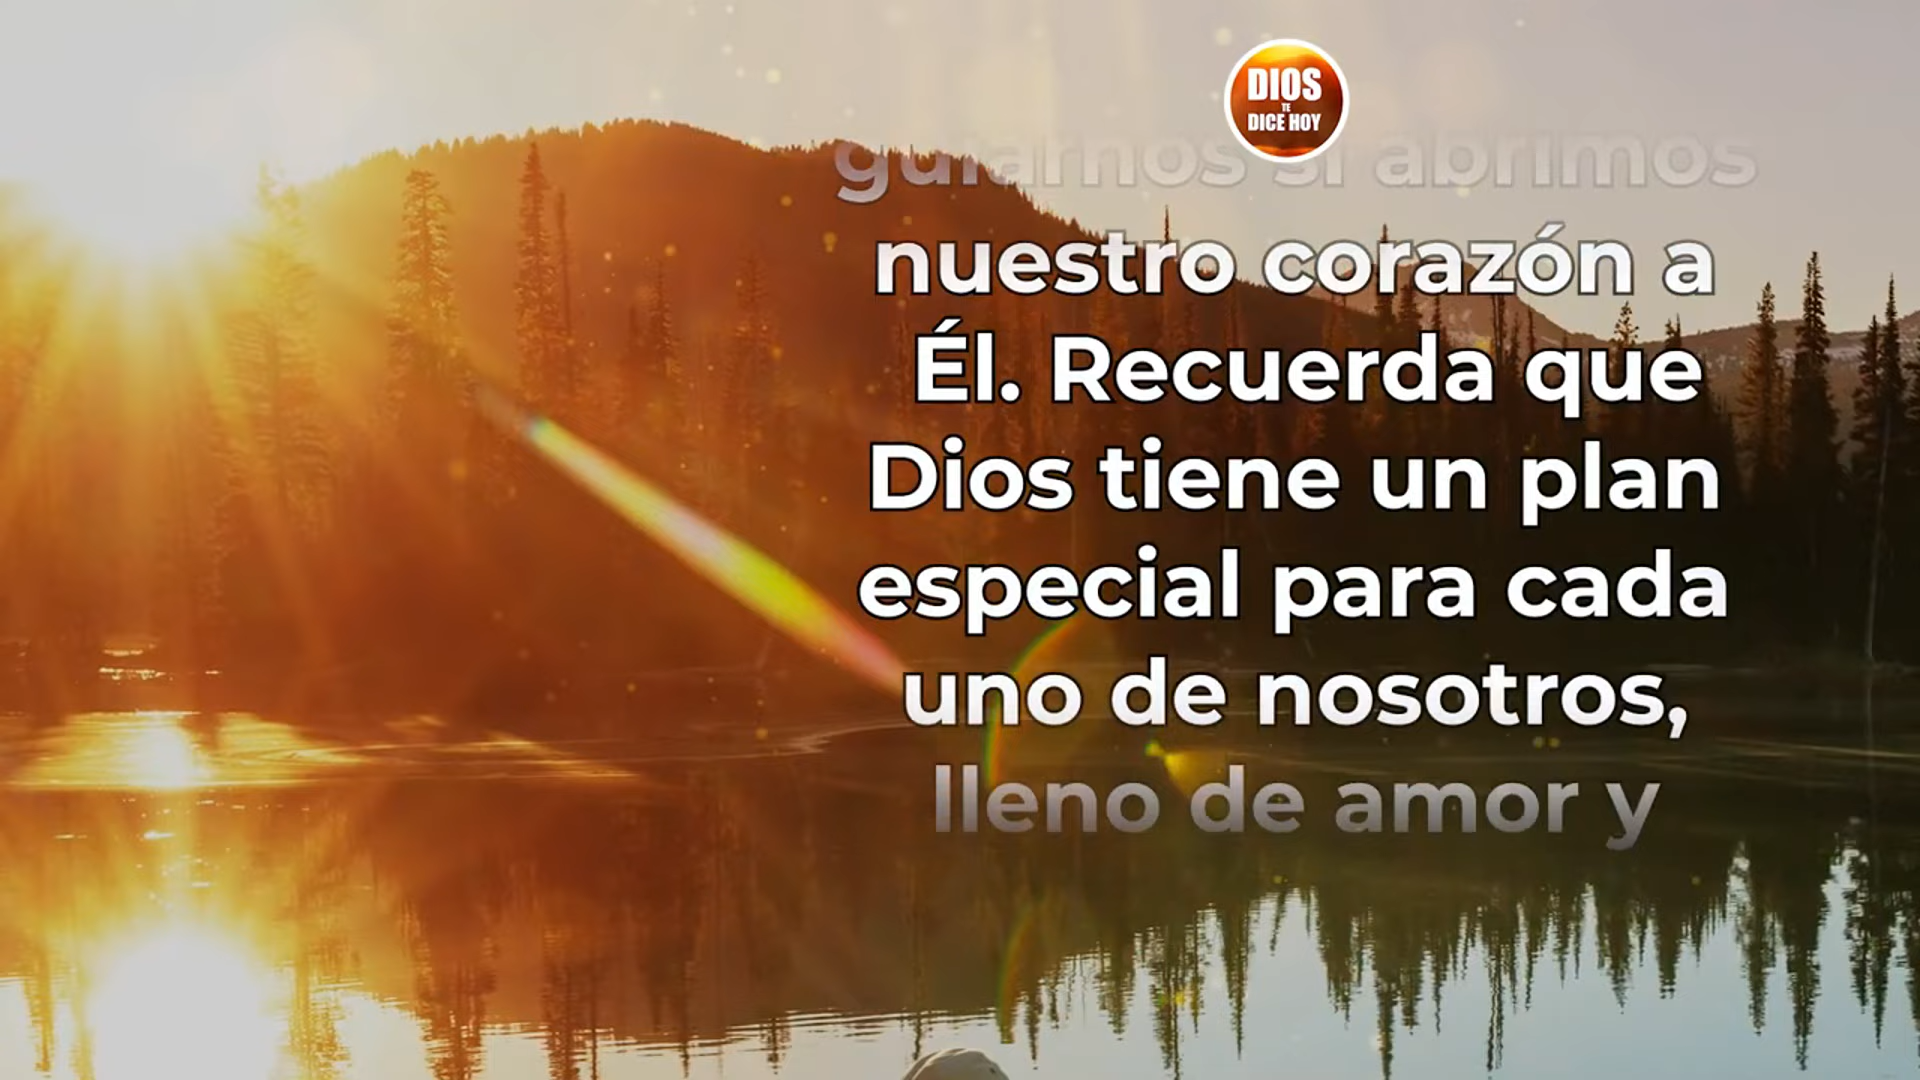 DIOS
TE
DICE HOY
guiarnos si abrimos
nuestro corazón a
Él. Recuerda que
Dios tiene un plan
especial para cada
uno de nosotros,
lleno de amor y